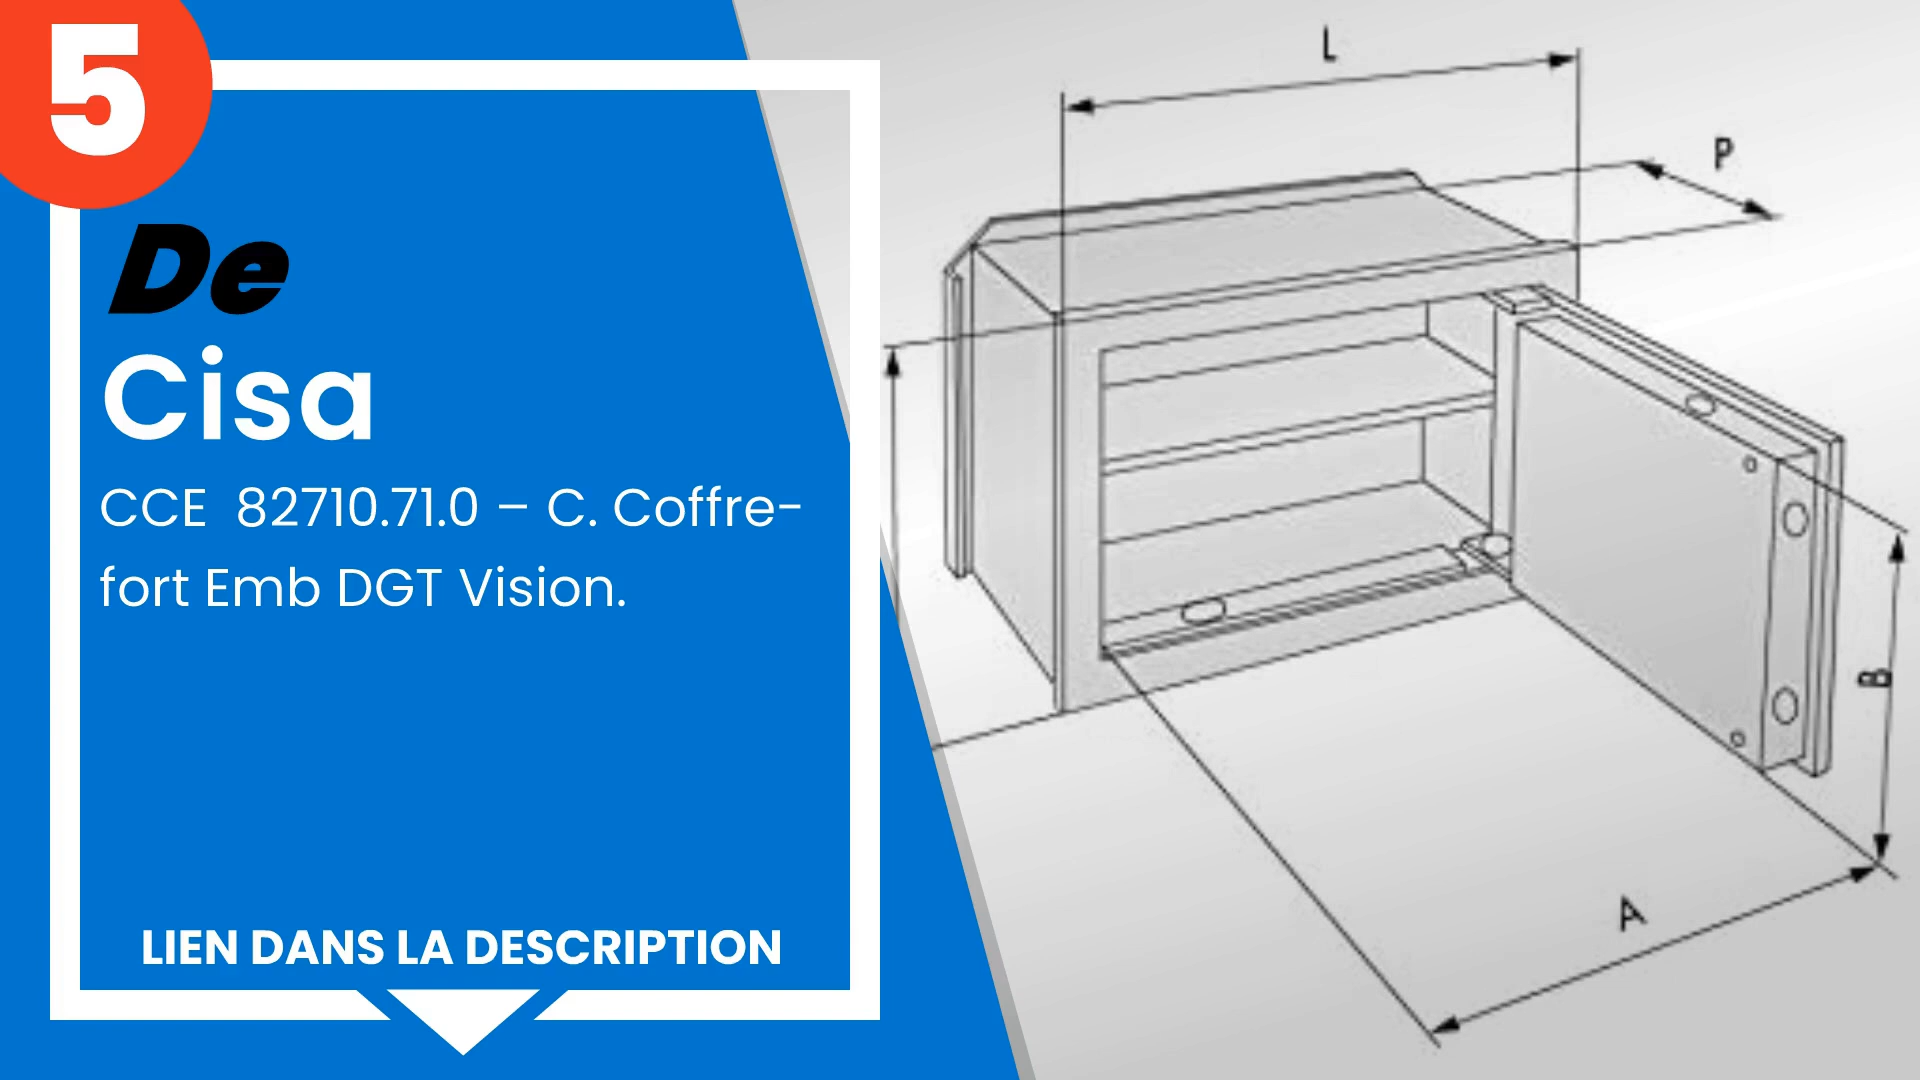 5
De
Cisa
CCE 82710.71.0 – C. Coffre-
fort Emb DGT Vision.
LIEN DANS LA DESCRIPTION
L
P
B
A